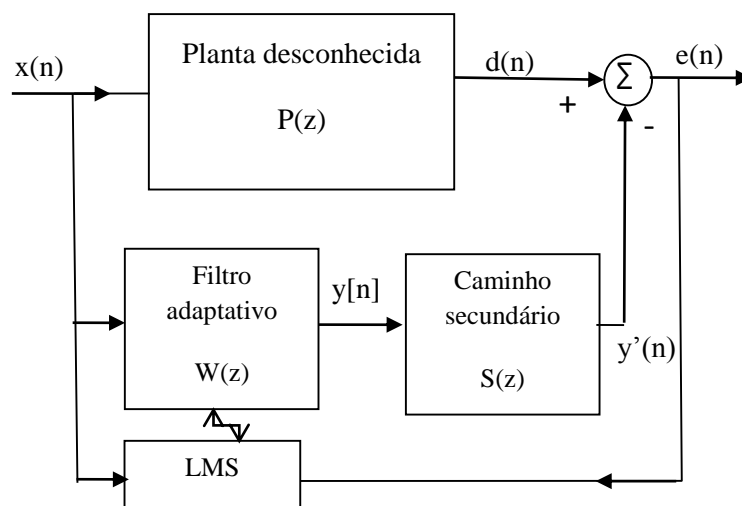 x(n)
Planta desconhecida
P(z)
d(n)
Σ
e(n)
+
-
Filtro
adaptativo
W(z)
y[n]
Caminho
secundário
S(z)
y’(n)
LMS